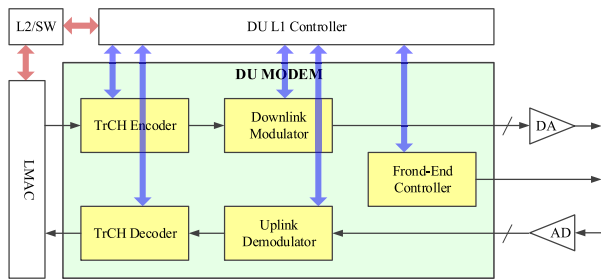 L2/SW
DU L1 Controller
DU MODEM
TrCH Encoder
Downlink
Modulator
DA
LMAC
Frond-End
Controller
TrCH Decoder
Uplink
Demodulator
AD